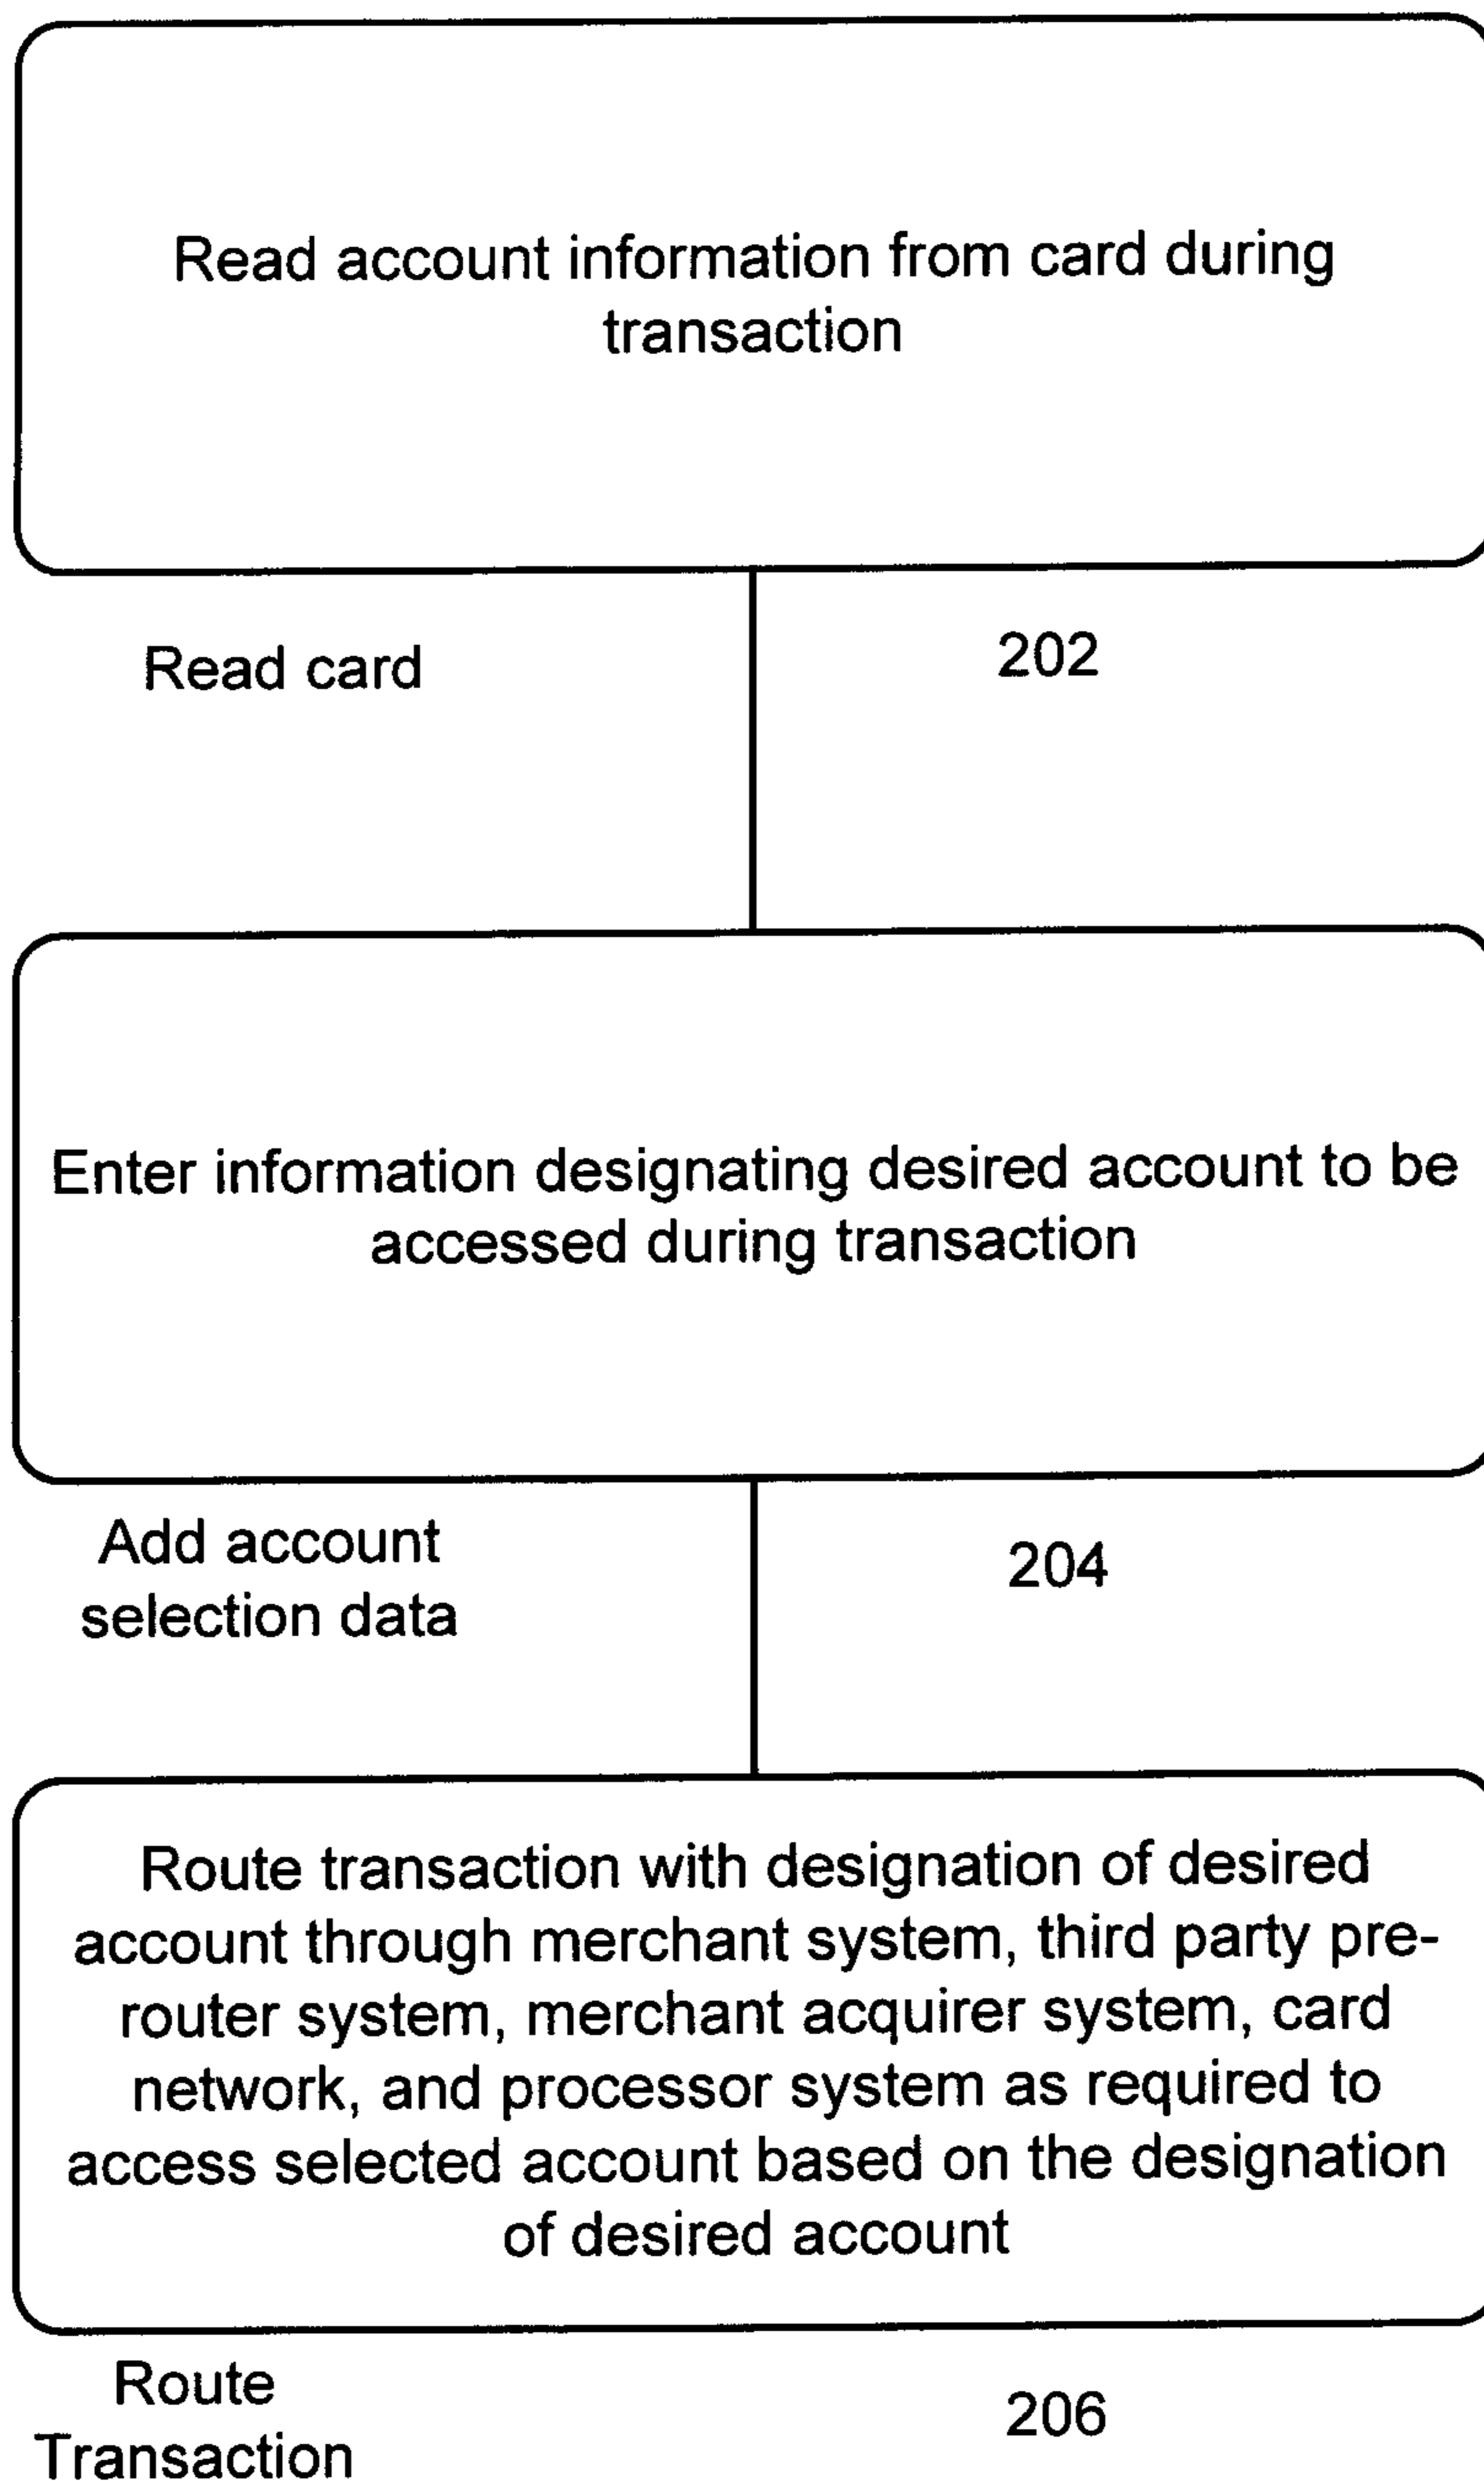 Read account information from card during
transaction
Read card
202
Enter information designating desired account to be
accessed during transaction
Add account
selection data
204
Route transaction with designation of desired
account through merchant system, third party pre-
router system, merchant acquirer system, card
network, and processor system as required to
access selected account based on the designation
of desired account
Route
Transaction
206